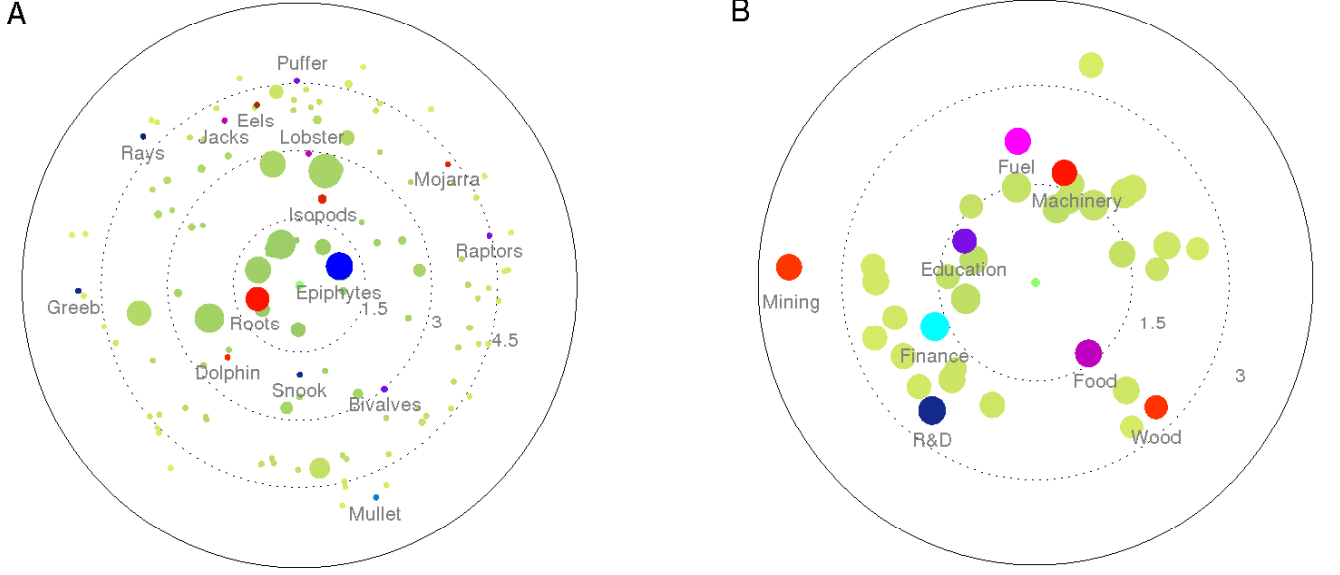 A
Puffer
Eels
Jacks
Lobster
Rays
Mojarra
Isopods
Raptors
Epiphytes
Greeb
1.5
Roots
3
4.5
Dolphin
Snook
Bivalves
Mullet
B
Fuel
Machinery
Education
Mining
1.5
Finance
Food
3
R&D
Wood